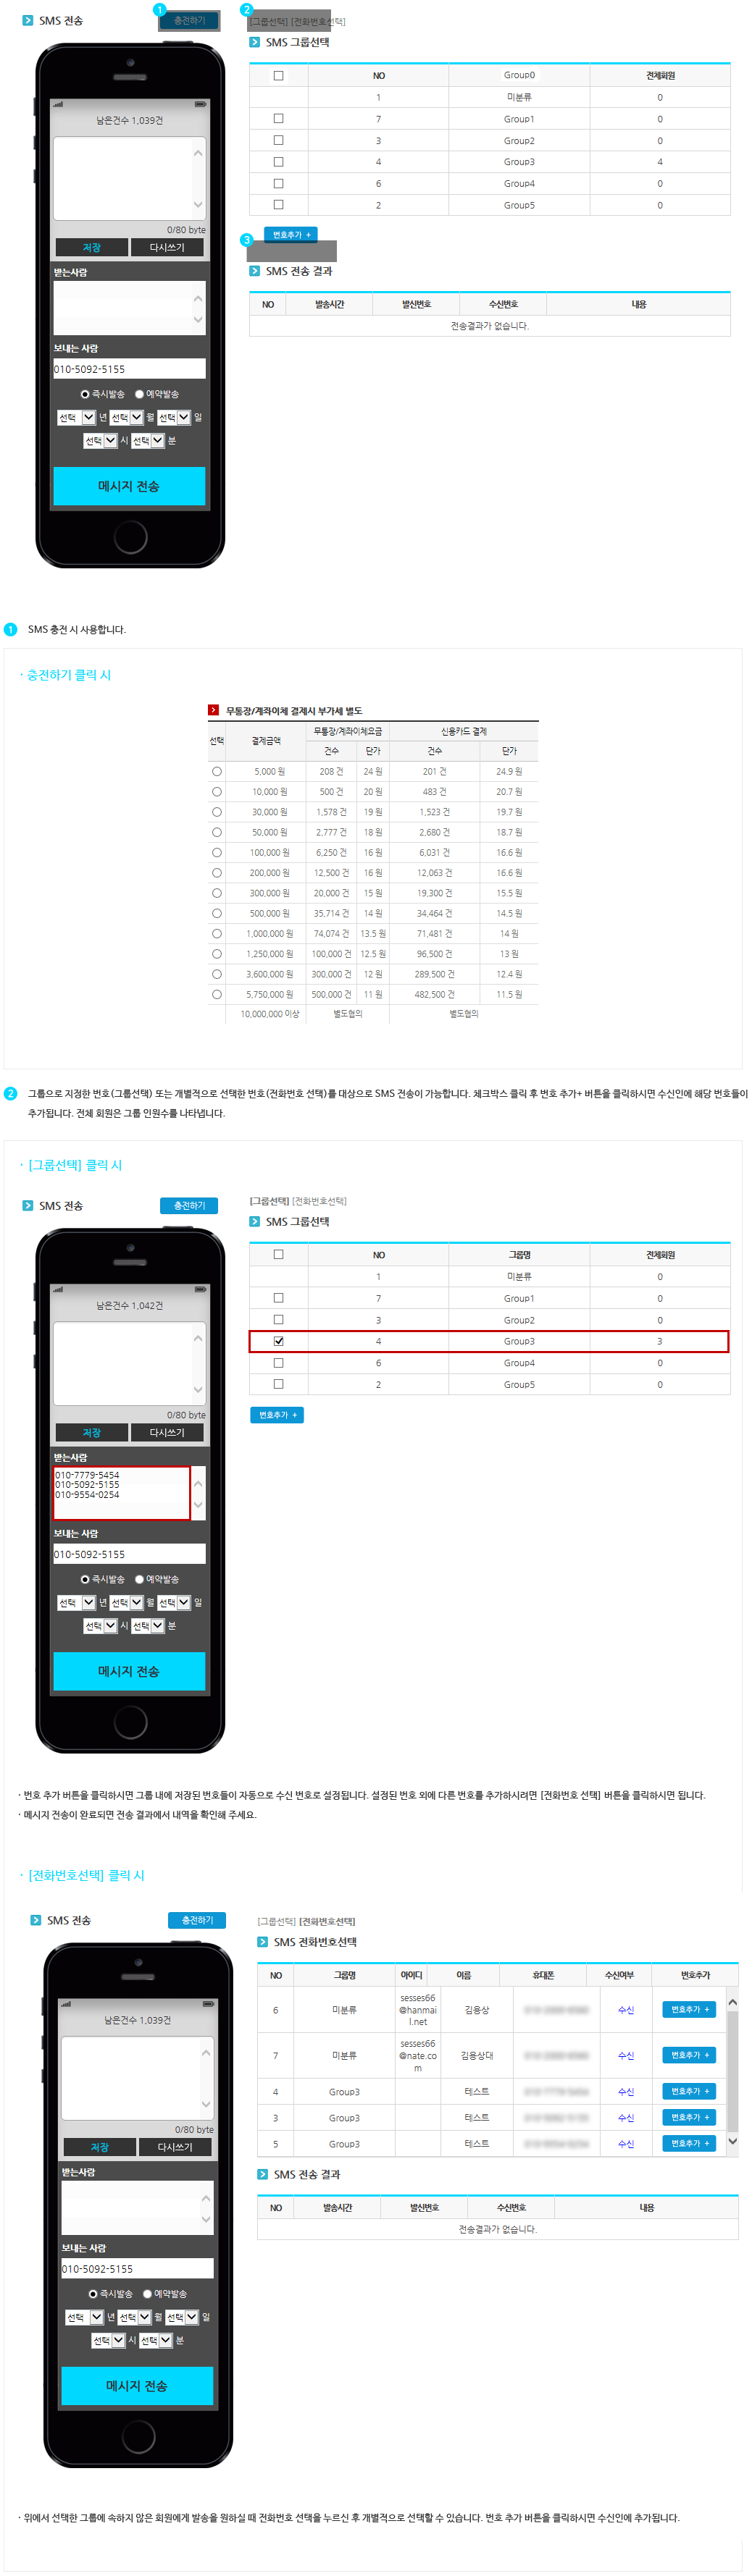 SMS 전송
1
충전하기
남은건수 1,039건
0/80 byte
저장
다시쓰기
받는사람
보내는 사람
010-5092-5155
즉시발송 예약발송
선택 년 선택 월 선택 일
선택 시 선택 분
메시지 전송
2
[그룹선택] [전화번호선택]
SMS 그룹선택
NO Group0 전체회원
1 미분류 0
7 Group1 0
3 Group2 0
4 Group3 4
6 Group4 0
2 Group5 0
번호추가 +
3
SMS 전송 결과
NO 발송시간 발신번호 수신번호 내용
전송결과가 없습니다.
1 SMS 충전 시 사용합니다.
· 충전하기 클릭 시
무통장/계좌이체 결제시 부가세 별도
선택 결제금액 무통장/계좌이체요금 신용카드 결제
건수 단가 건수 단가
5,000 원 208 건 24 원 201 건 24.9 원
10,000 원 500 건 20 원 483 건 20.7 원
30,000 원 1,578 건 19 원 1,523 건 19.7 원
50,000 원 2,777 건 18 원 2,680 건 18.7 원
100,000 원 6,250 건 16 원 6,031 건 16.6 원
200,000 원 12,500 건 16 원 12,063 건 16.6 원
300,000 원 20,000 건 15 원 19,300 건 15.5 원
500,000 원 35,714 건 14 원 34,464 건 14.5 원
1,000,000 원 74,074 건 13.5 원 71,481 건 14 원
1,250,000 원 100,000 건 12.5 원 96,500 건 13 원
3,600,000 원 300,000 건 12 원 289,500 건 12.4 원
5,750,000 원 500,000 건 11 원 482,500 건 11.5 원
10,000,000 이상 별도협의 별도협의
2 그룹으로 지정한 번호(그룹선택) 또는 개별적으로 선택한 번호(전화번호 선택)를 대상으로 SMS 전송이 가능합니다. 체크박스 클릭 후 번호 추가+ 버튼을 클릭하시면 수신인에 해당 번호들이
추가됩니다. 전체 회원은 그룹 인원수를 나타냅니다.
· [그룹선택] 클릭 시
SMS 전송
충전하기
남은건수 1,042건
0/80 byte
저장
다시쓰기
받는사람
010-7779-5454
010-5092-5155
010-9554-0254
보내는 사람
010-5092-5155
즉시발송 예약발송
선택 년 선택 월 선택 일
선택 시 선택 분
메시지 전송
[그룹선택] [전화번호선택]
SMS 그룹선택
NO 그룹명 전체회원
1 미분류 0
7 Group1 0
3 Group2 0
4 Group3 3
6 Group4 0
2 Group5 0
번호추가 +
· 번호 추가 버튼을 클릭하시면 그룹 내에 저장된 번호들이 자동으로 수신 번호로 설정됩니다. 설정된 번호 외에 다른 번호를 추가하시려면 [전화번호 선택] 버튼을 클릭하시면 됩니다.
· 메시지 전송이 완료되면 전송 결과에서 내역을 확인해 주세요.
· [전화번호선택] 클릭 시
SMS 전송
충전하기
남은건수 1,039건
0/80 byte
저장
다시쓰기
받는사람
보내는 사람
010-5092-5155
즉시발송 예약발송
선택 년 선택 월 선택 일
선택 시 선택 분
메시지 전송
[그룹선택] [전화번호선택]
SMS 전화번호선택
NO 그룹명 아이디 이름 휴대폰 수신여부 번호추가
sesses66
6 미분류 @hanmai 김용상 수신 번호추가 +
l.net
sesses66
7 미분류 @nate.co 김용상대 수신 번호추가 +
m
4 Group3 테스트 수신 번호추가 +
3 Group3 테스트 수신 번호추가 +
5 Group3 테스트 수신 번호추가 +
SMS 전송 결과
NO 발송시간 발신번호 수신번호 내용
전송결과가 없습니다.
· 위에서 선택한 그룹에 속하지 않은 회원에게 발송을 원하실 때 전화번호 선택을 누르신 후 개별적으로 선택할 수 있습니다. 번호 추가 버튼을 클릭하시면 수신인에 추가됩니다.